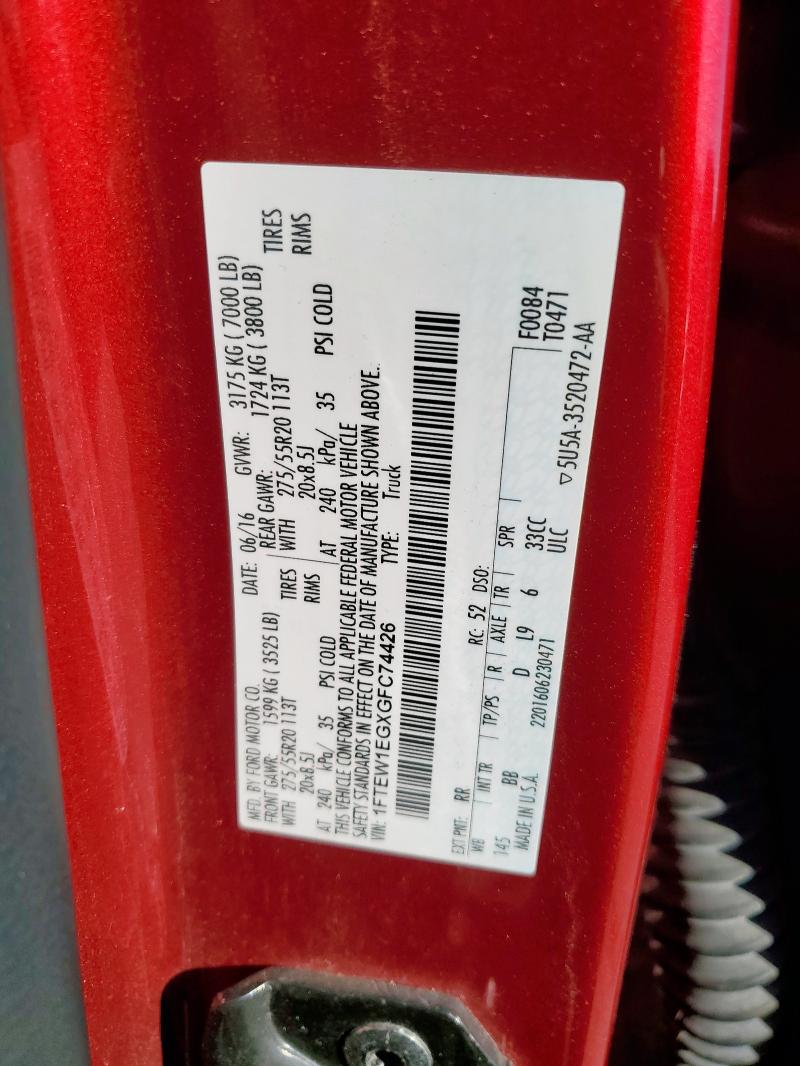 MFD. BY FORD MOTOR CO. DATE: 06/16 GVWR: 3175 KG ( 7000 LB)
FRONT GAWR: 1599 KG ( 3525 LB) REAR GAWR: 1724 KG ( 3800 LB)
WITH 275/55R20 113T TIRES WITH 275/55R20 113T TIRES
20x8.5J RIMS 20x8.5J RIMS
AT 240 kPa/ 35 PSI COLD AT 240 kPa/ 35 PSI COLD
THIS VEHICLE CONFORMS TO ALL APPLICABLE FEDERAL MOTOR VEHICLE
SAFETY STANDARDS IN EFFECT ON THE DATE OF MANUFACTURE SHOWN ABOVE.
VIN: 1FTEW1EGXGFC74426 TYPE: Truck
EXT PNT: RR RC: 52 DSO:
WB INT TR TP/PS R AXLE TR SPR F0084
145 BB D L9 6 33CC T0471
MADE IN U.S.A. 2201606230471 ULC ▽5U5A-3520472-AA